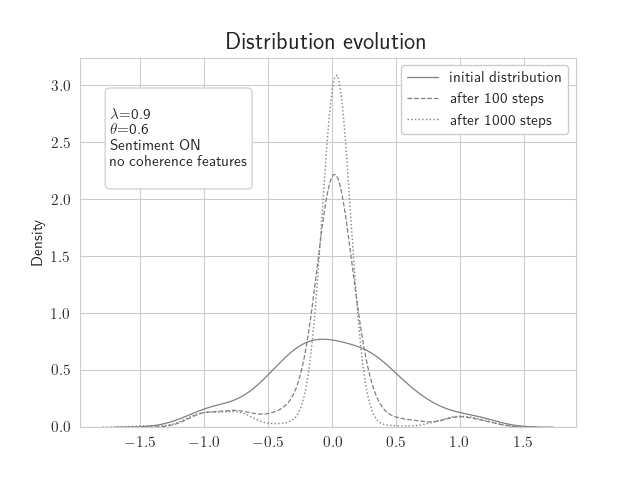 Distribution evolution
initial distribution
after 100 steps
after 1000 steps
λ=0.9
θ=0.6
Sentiment ON
no coherence features
Density
3.0
2.5
2.0
1.5
1.0
0.5
0.0
−1.5 −1.0 −0.5 0.0 0.5 1.0 1.5